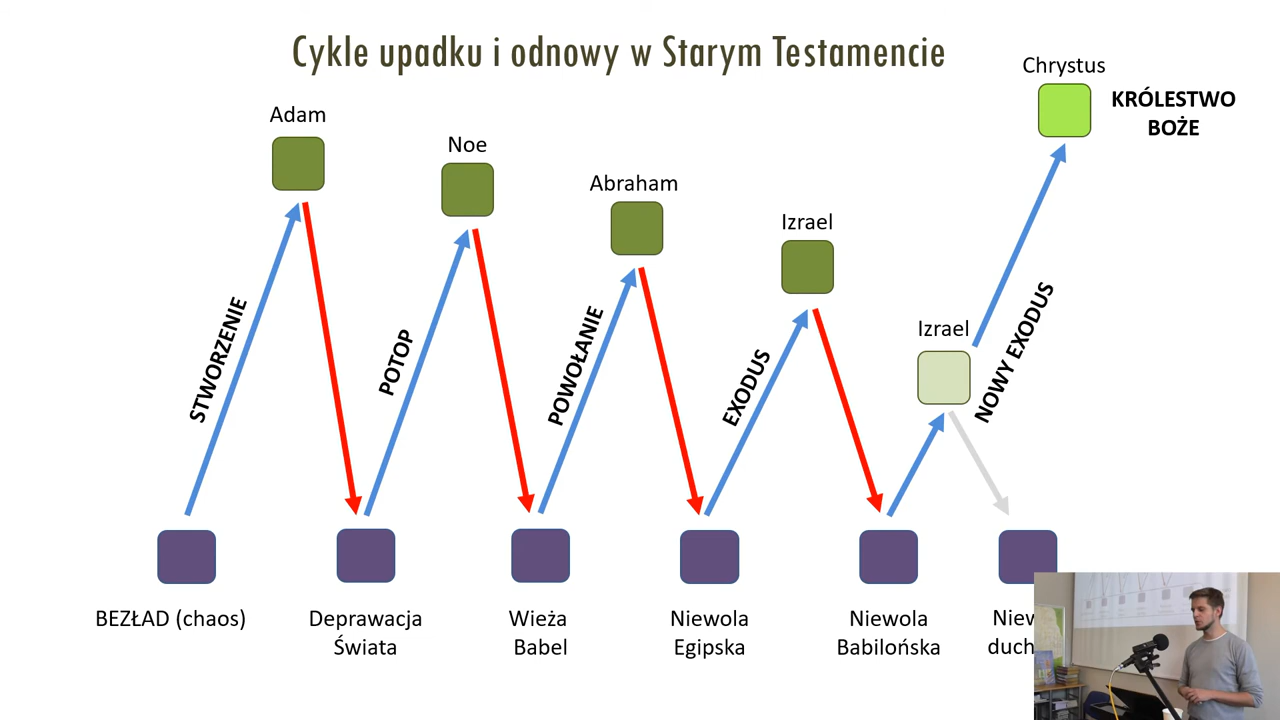 Cykle upadku i odnowy w Starym Testamencie
Chrystus
KRÓLESTWO
BOŻE
Adam
Noe
Abraham
Izrael
Izrael
STWORZENIE
POTOP
POWOŁANIE
EXODUS
NOWY EXODUS
BEZŁAD (chaos)
Deprawacja
Świata
Wieża
Babel
Niewola
Egipska
Niewola
Babilońska